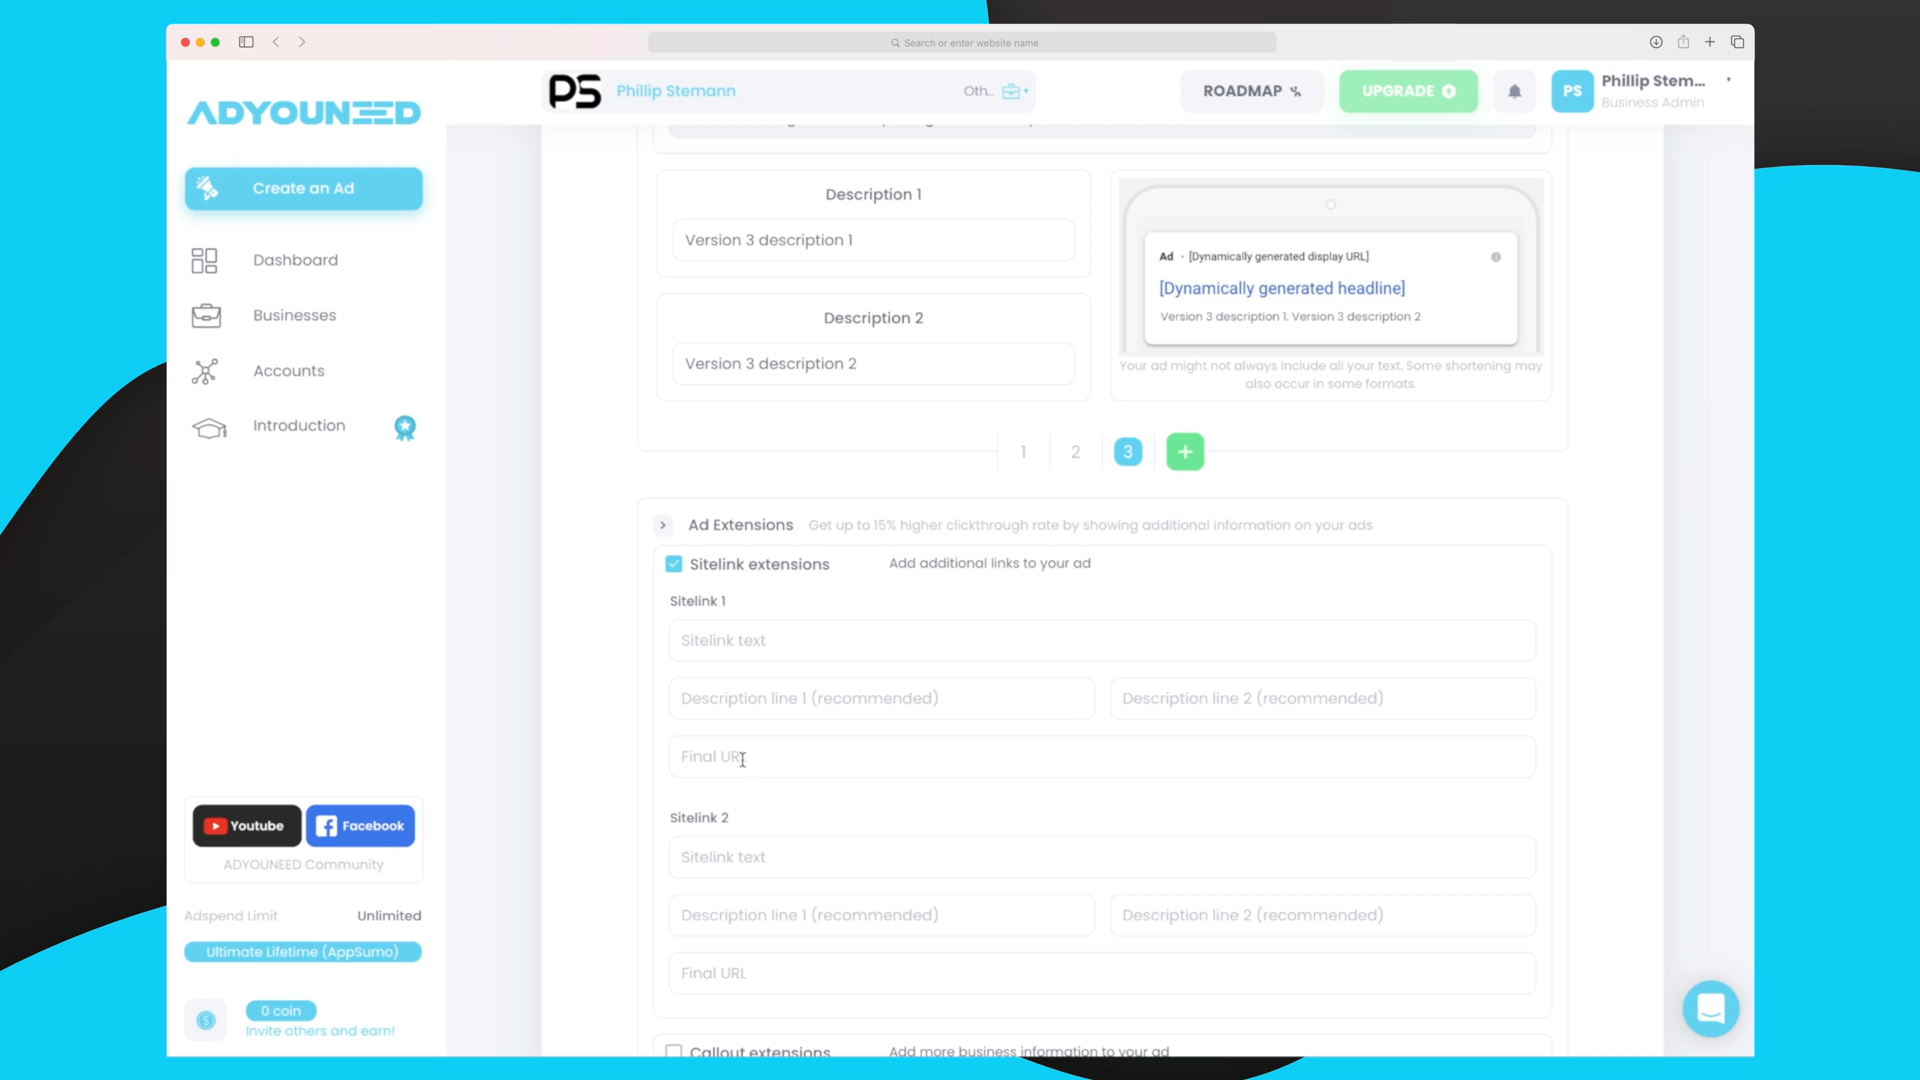 Search or enter website name
ADYOUNEED
PS
Phillip Stemann
Oth..
ROADMAP
UPGRADE
PS
Phillip Stem...
Business Admin
Create an Ad
Dashboard
Businesses
Accounts
Introduction
Description 1
Version 3 description 1
Description 2
Version 3 description 2
Ad · [Dynamically generated display URL]
[Dynamically generated headline]
Version 3 description 1. Version 3 description 2
Your ad might not always include all your text. Some shortening may
also occur in some formats.
1
2
3
+
Ad Extensions Get up to 15% higher clickthrough rate by showing additional information on your ads
Sitelink extensions Add additional links to your ad
Sitelink 1
Sitelink text
Description line 1 (recommended) Description line 2 (recommended)
Final URL
Sitelink 2
Sitelink text
Description line 1 (recommended) Description line 2 (recommended)
Final URL
Callout extensions Add more business information to your ad
Youtube
Facebook
ADYOUNEED Community
Adspend Limit Unlimited
Ultimate Lifetime (AppSumo)
0 coin
Invite others and earn!